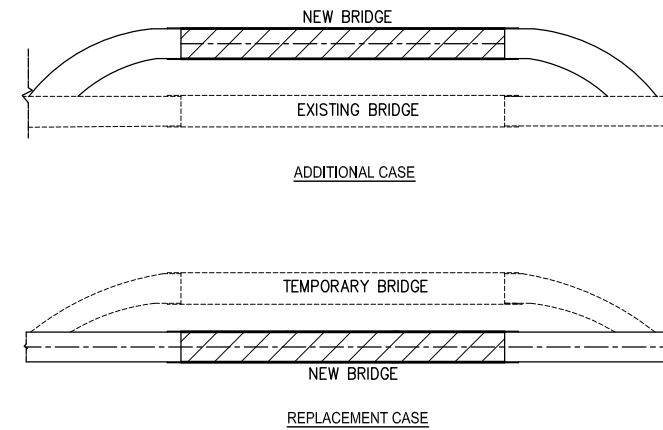 NEW BRIDGE
EXISTING BRIDGE
ADDITIONAL CASE
TEMPORARY BRIDGE
NEW BRIDGE
REPLACEMENT CASE